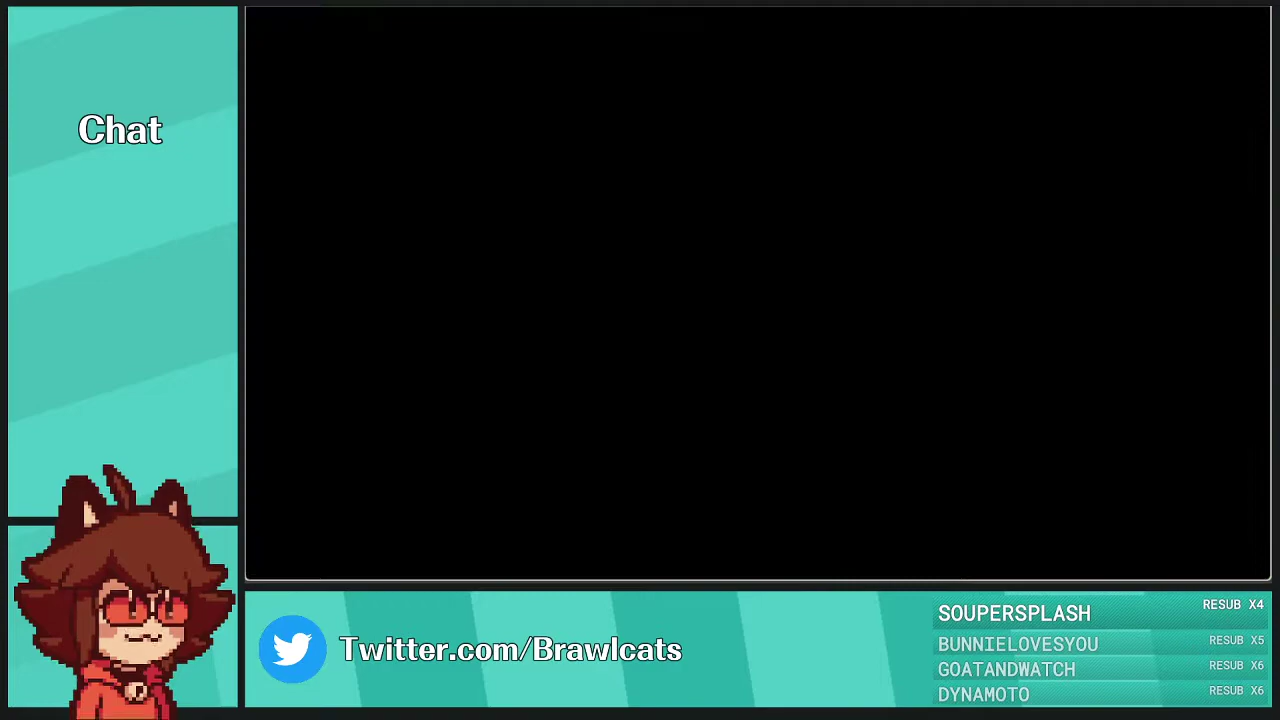 Chat
Twitter.com/Brawlcats
SOUPERSPLASH RESUB X4
BUNNIELOVESYOU RESUB X5
GOATANDWATCH RESUB X6
DYNAMOTO RESUB X6